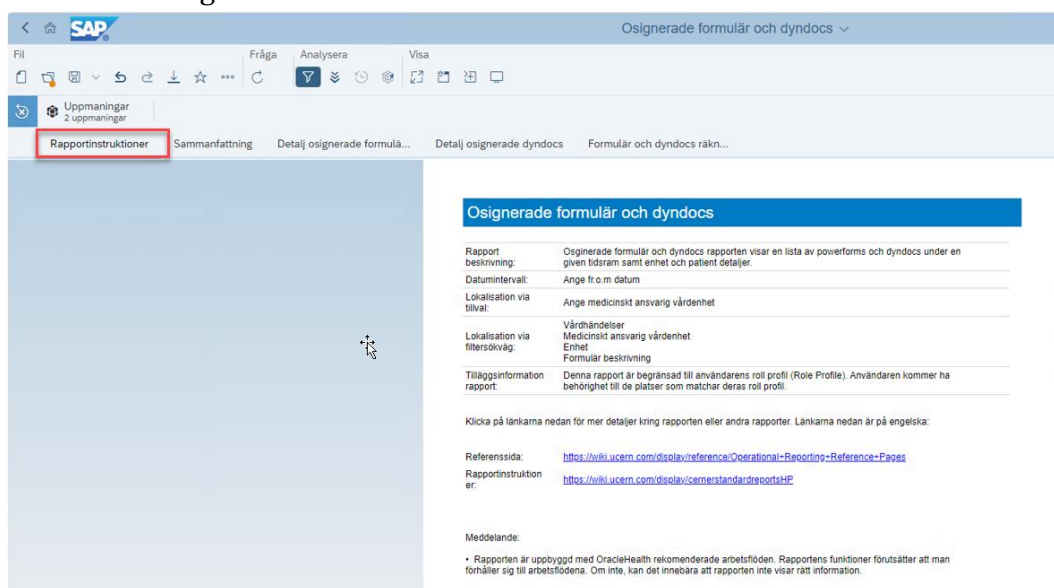 SAP
Osignerade formulär och dyndocs
Fil
Fråga
Analysera
Visa
Uppmaningar
2 uppmaningar
Rapportinstruktioner
Sammanfattning
Detalj osignerade formulä...
Detalj osignerade dyndocs
Formulär och dyndocs räkn...
Osignerade formulär och dyndocs
Rapport
beskrivning:
Osginerade formulär och dyndocs rapporten visar en lista av powerforms och dyndocs under en
given tidsram samt enhet och patient detaljer.
Datumintervall:
Ange fr.o.m datum
Lokalisation via
tillval:
Ange medicinskt ansvarig vårdenhet
Lokalisation via
filtersökväg:
Vårdhändelser
Medicinskt ansvarig vårdenhet
Enhet
Formulär beskrivning
Tilläggsinformation
rapport:
Denna rapport är begränsad till användarens roll profil (Role Profile). Användaren kommer ha
behörighet till de platser som matchar deras roll profil.
Klicka på länkarna nedan för mer detaljer kring rapporten eller andra rapporter. Länkarna nedan är på engelska:
Referenssida:
https://wiki.ucern.com/display/reference/Operational+Reporting+Reference+Pages
Rapportinstruktion
er:
https://wiki.ucern.com/display/cernerstandardreportsHP
Meddelande:
• Rapporten är uppbyggd med OracleHealth rekomenderade arbetsflöden. Rapportens funktioner förutsätter att man
förhåller sig till arbetsflödena. Om inte, kan det innebära att rapporten inte visar rätt information.